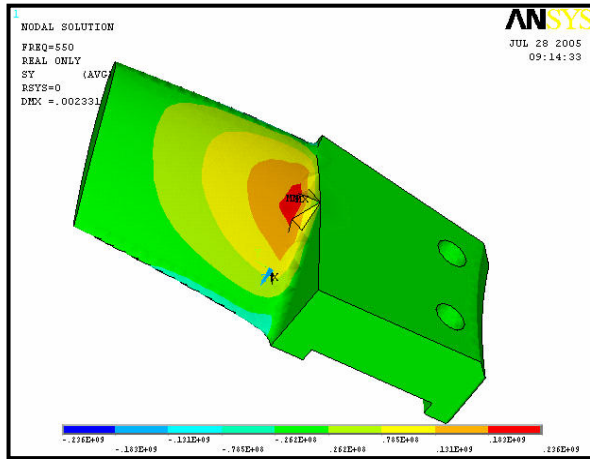 1
NODAL SOLUTION
FREQ=550
REAL ONLY
SY (AVG)
RSYS=0
DMX =.002331
ANSYS
JUL 28 2005
09:14:33
MX
X
-.236E+09 -.131E+09 -.262E+08 .785E+08 .183E+09
-.183E+09 -.785E+08 .262E+08 .131E+09 .236E+09